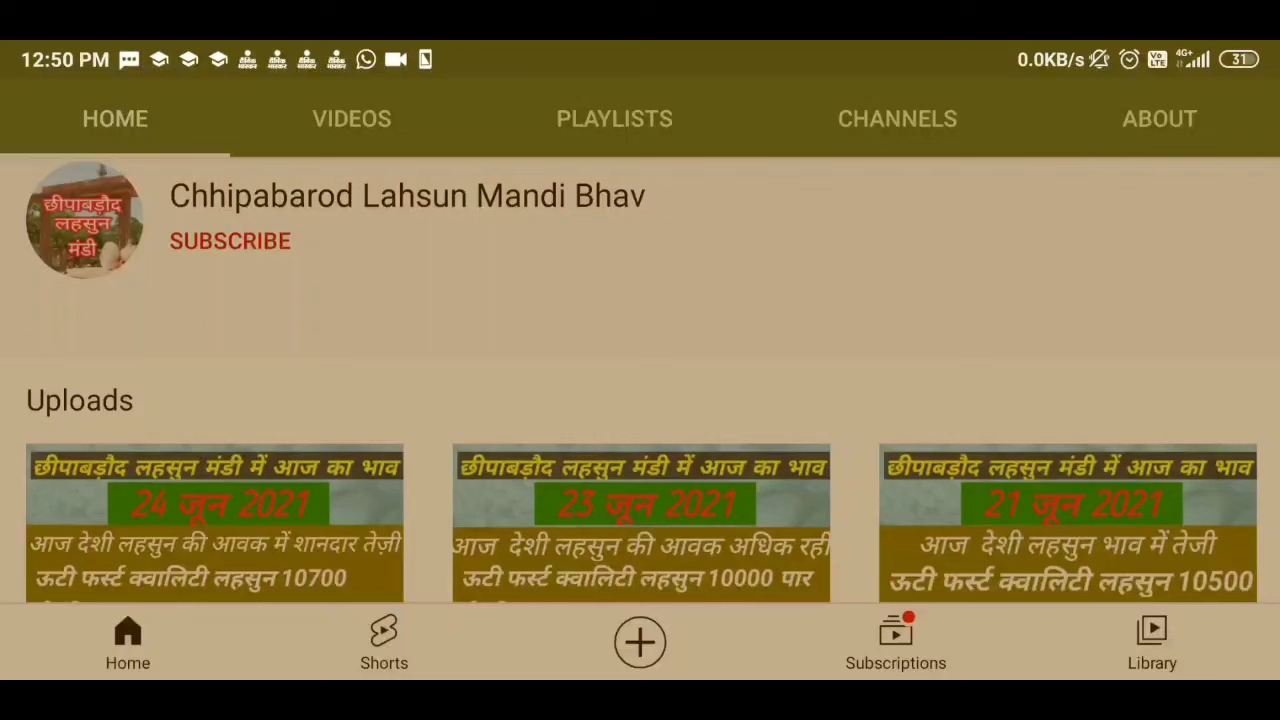 12:50 PM
0.0KB/s
Vo LTE
4G+
31
HOME VIDEOS PLAYLISTS CHANNELS ABOUT
छीपाबड़ौद
लहसुन
मंडी
Chhipabarod Lahsun Mandi Bhav
SUBSCRIBE
Uploads
छीपाबड़ौद लहसुन मंडी में आज का भाव
24 जून 2021
आज देशी लहसुन की आवक में शानदार तेज़ी
ऊटी फर्स्ट क्वालिटी लहसुन 10700
छीपाबड़ौद लहसुन मंडी में आज का भाव
23 जून 2021
आज देशी लहसुन की आवक अधिक रही
ऊटी फर्स्ट क्वालिटी लहसुन 10000 पार
छीपाबड़ौद लहसुन मंडी में आज का भाव
21 जून 2021
आज देशी लहसुन भाव में तेजी
ऊटी फर्स्ट क्वालिटी लहसुन 10500
Home Shorts Subscriptions Library